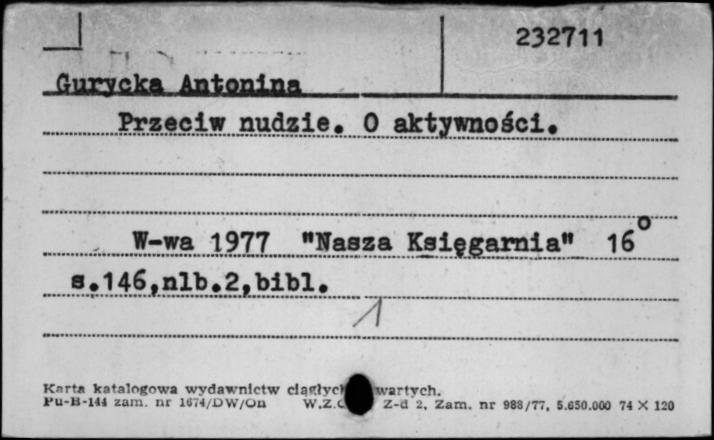 232711
Gurycka Antonina
Przeciw nudzie. O aktywności.
W-wa 1977 "Nasza Księgarnia" 16°
s.146,nlb.2,bibl.
1
Karta katalogowa wydawnictw wartych.
Pu-B-144 zam. nr 1674/DW/On W.Z. Z-d 2, Zam. nr 988/77, 5.650.000 74 X 120